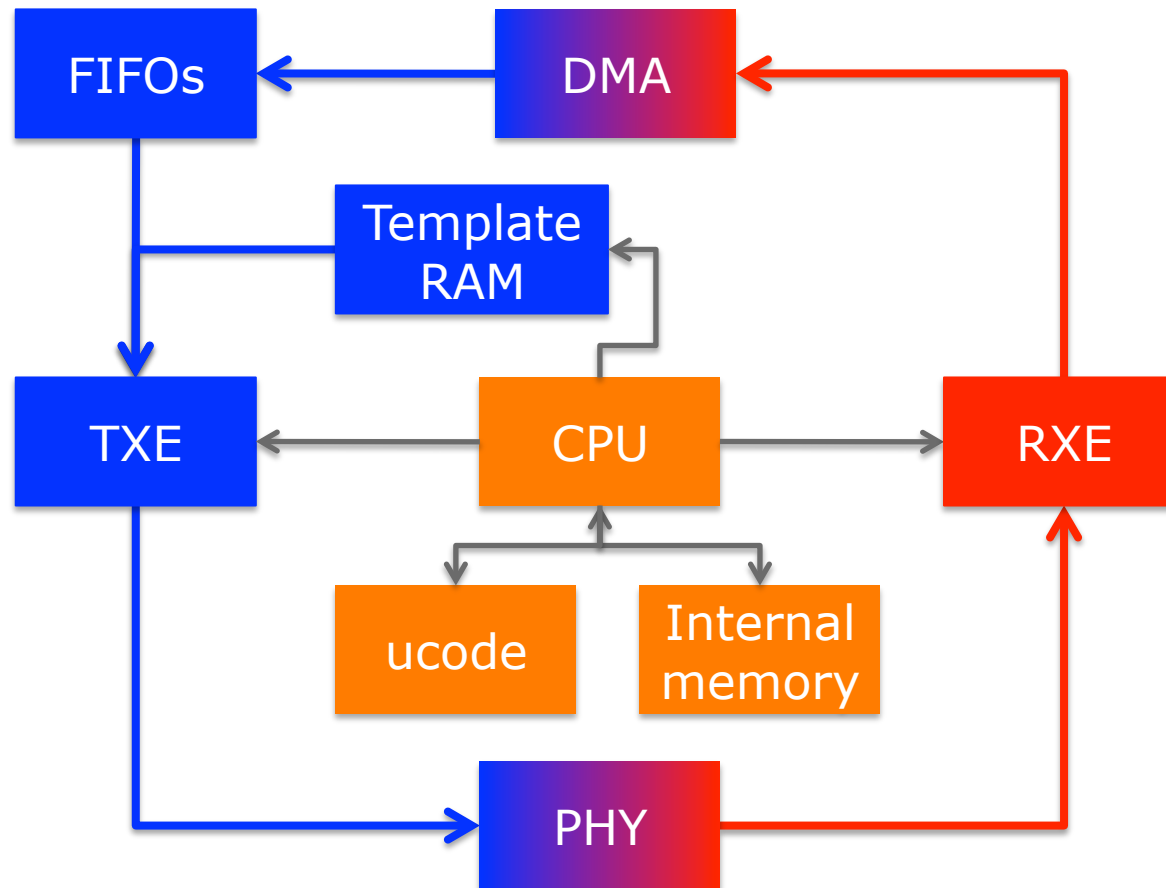 FIFOs
DMA
Template
RAM
TXE
CPU
RXE
ucode
Internal
memory
PHY